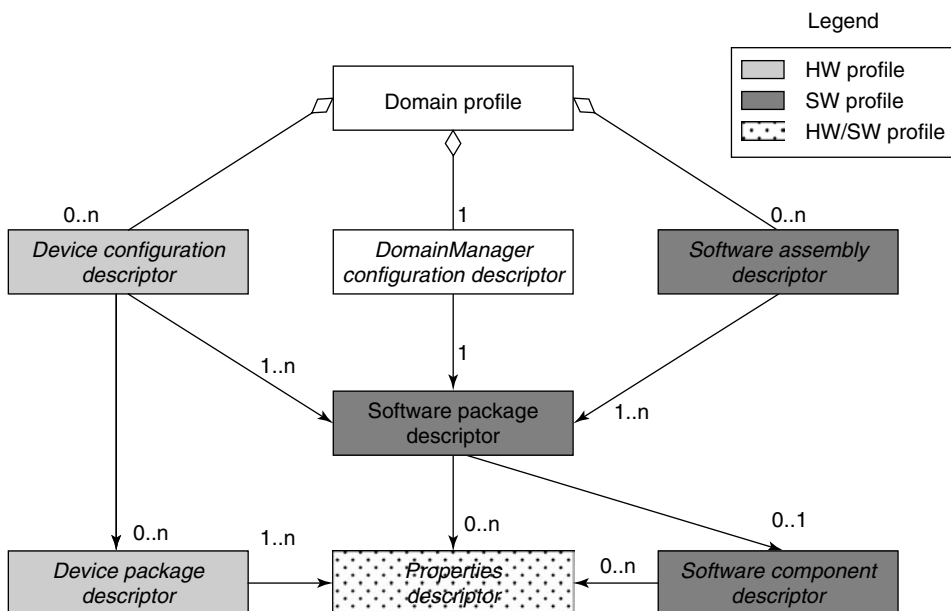 Legend
HW profile
SW profile
HW/SW profile
Domain profile
0..n
1
0..n
Device configuration
descriptor
DomainManager
configuration descriptor
Software assembly
descriptor
1..n
1
1..n
Software package
descriptor
0..n
1..n
0..n
0..1
0..n
Device package
descriptor
Properties
descriptor
Software component
descriptor